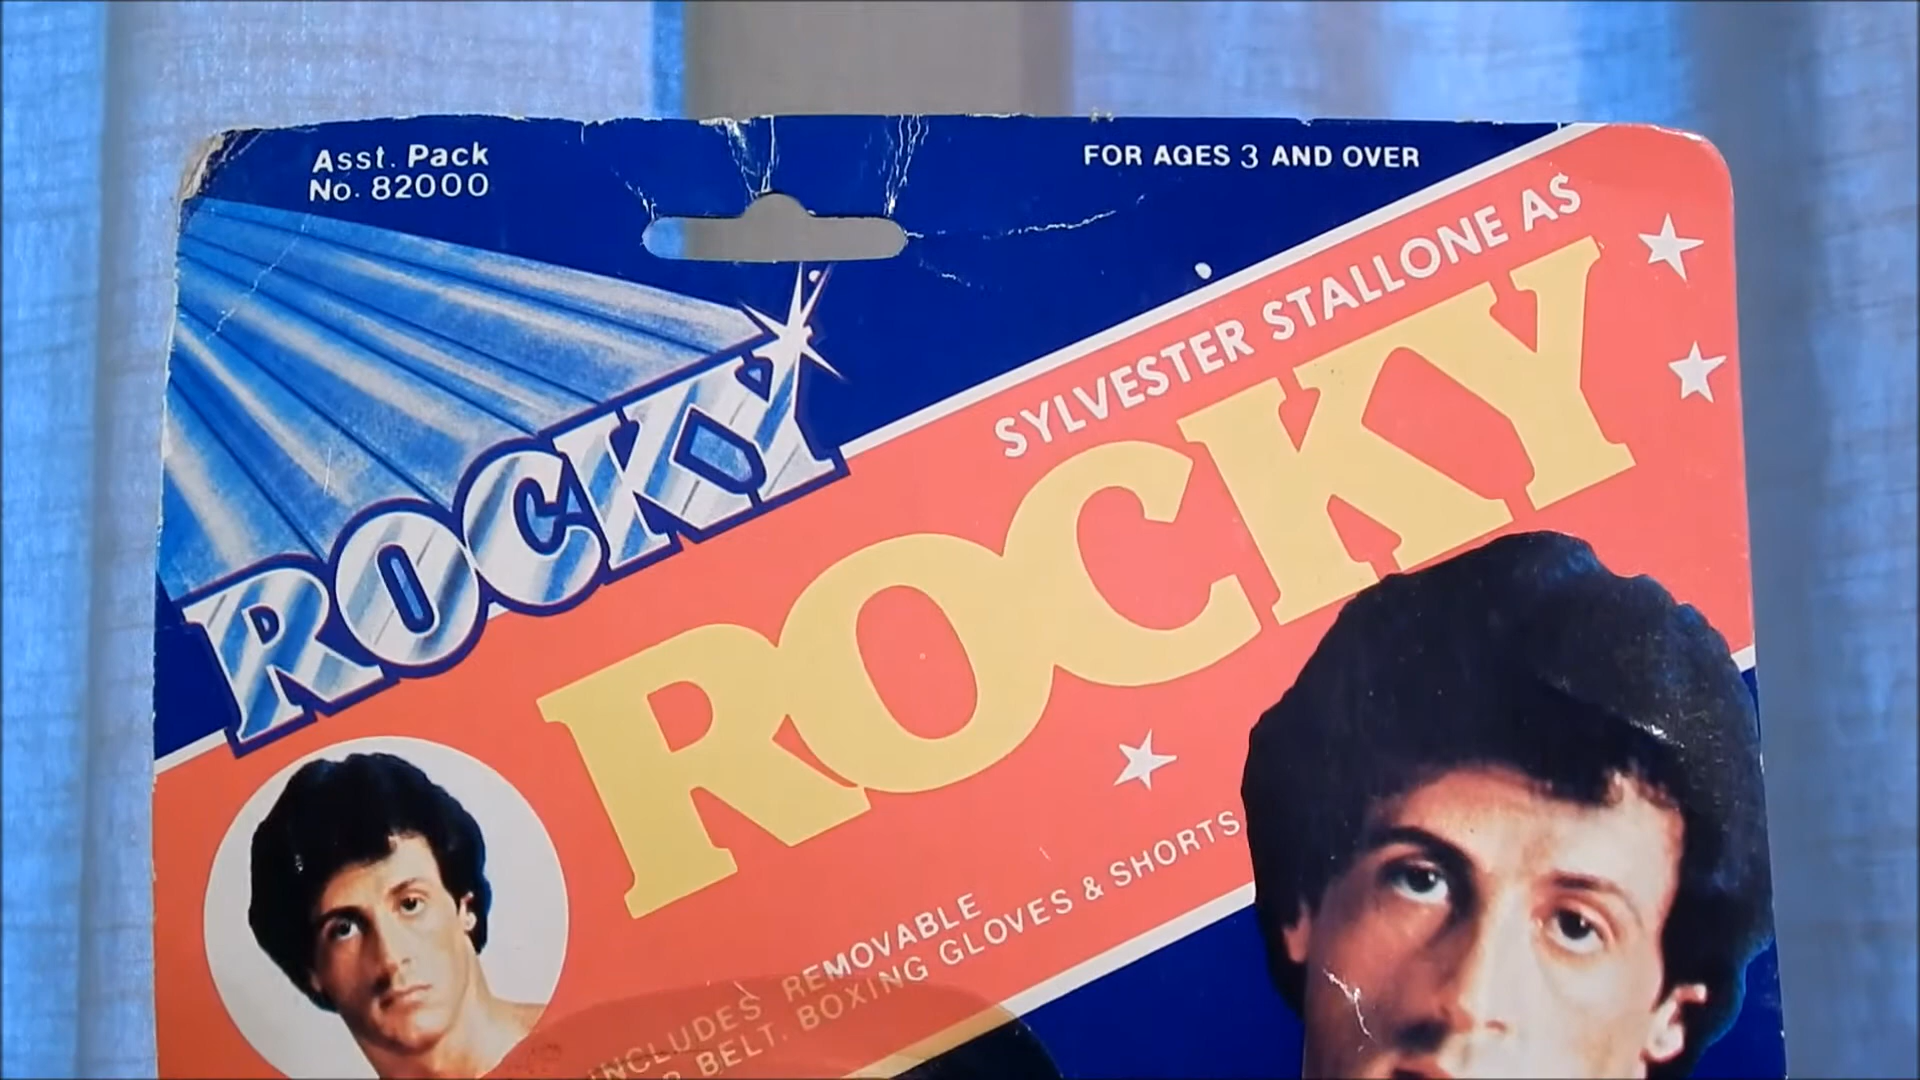 Asst. Pack
No. 82000
FOR AGES 3 AND OVER
ROCKY
SYLVESTER STALLONE AS
ROCKY
INCLUDES REMOVABLE
BELT, BOXING GLOVES & SHORTS